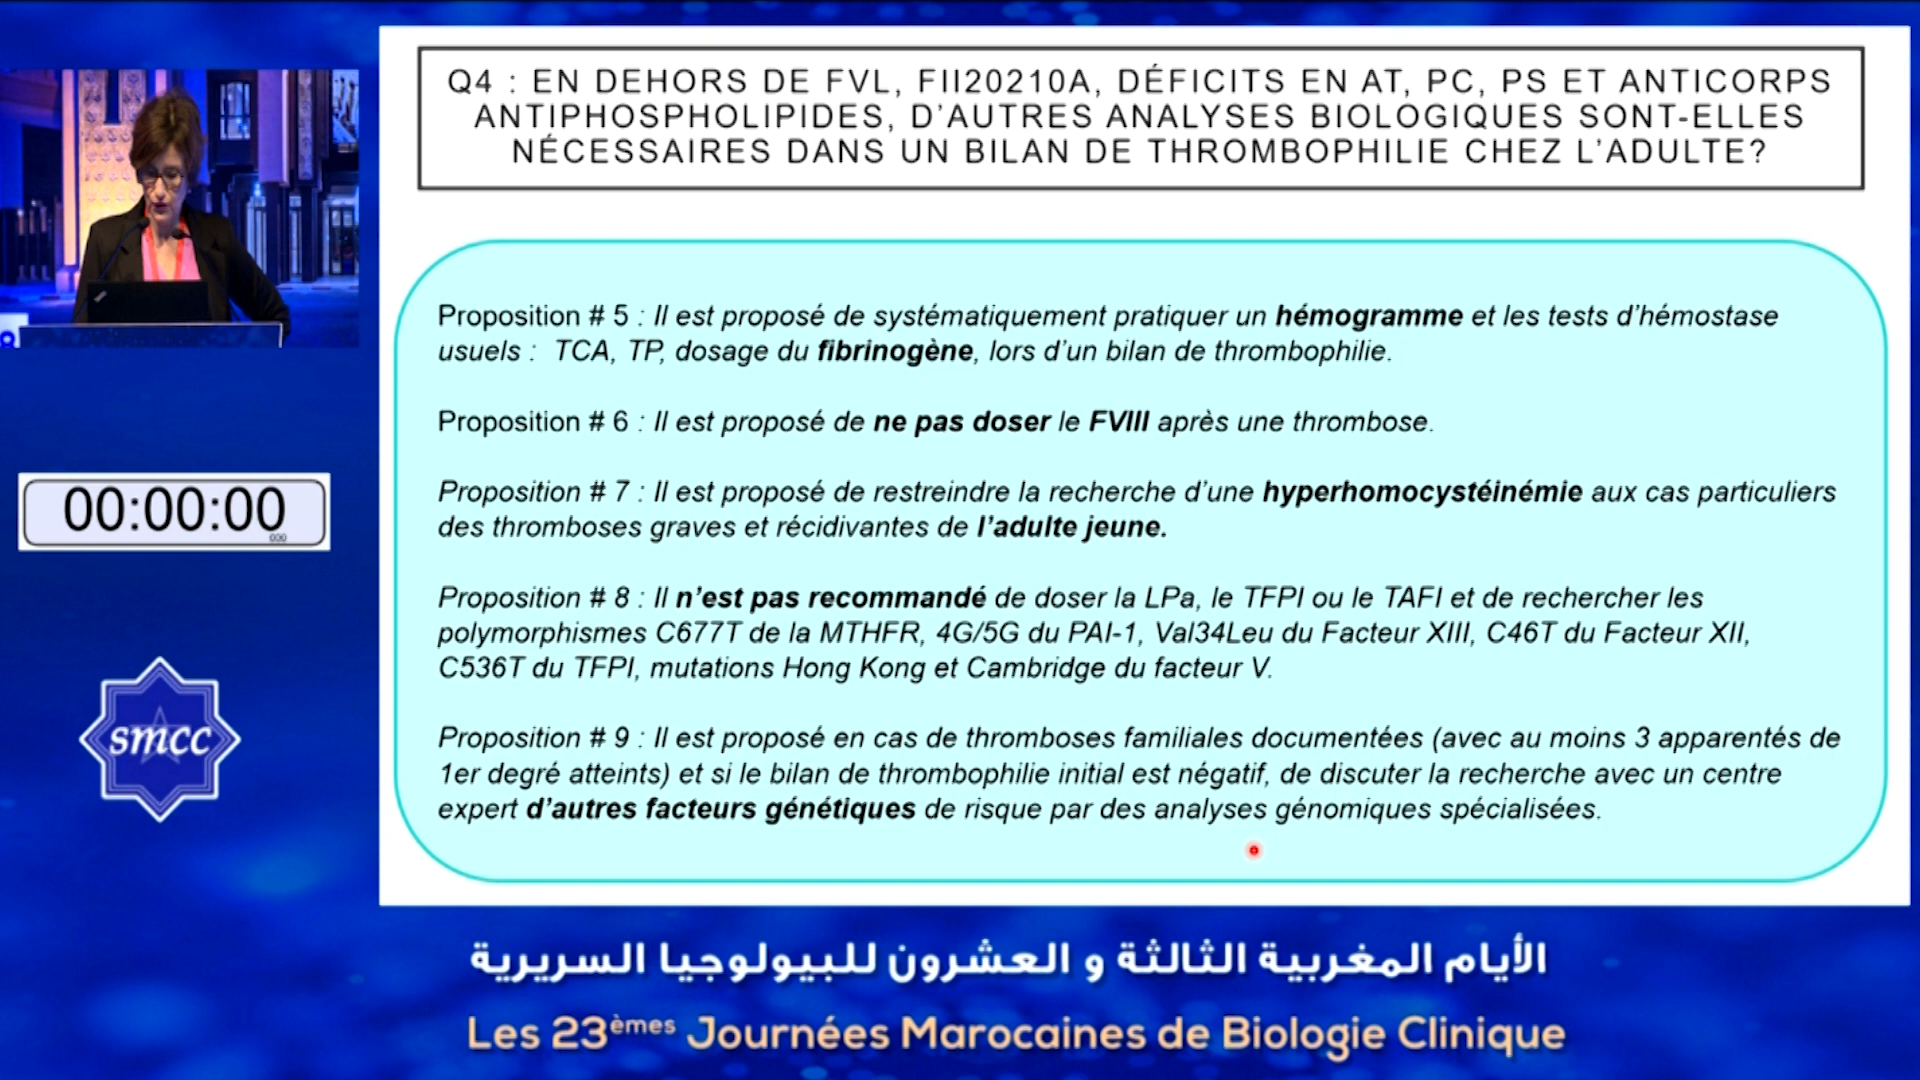 Q4 : EN DEHORS DE FVL, FII20210A, DÉFICITS EN AT, PC, PS ET ANTICORPS
ANTIPHOSPHOLIPIDES, D'AUTRES ANALYSES BIOLOGIQUES SONT-ELLES
NÉCESSAIRES DANS UN BILAN DE THROMBOPHILIE CHEZ L'ADULTE?
Proposition # 5 : Il est proposé de systématiquement pratiquer un hémogramme et les tests d'hémostase
usuels : TCA, TP, dosage du fibrinogène, lors d'un bilan de thrombophilie.
Proposition # 6 : Il est proposé de ne pas doser le FVIII après une thrombose.
Proposition # 7 : Il est proposé de restreindre la recherche d'une hyperhomocystéinémie aux cas particuliers
des thromboses graves et récidivantes de l'adulte jeune.
Proposition # 8 : Il n'est pas recommandé de doser la LPa, le TFPI ou le TAFI et de rechercher les
polymorphismes C677T de la MTHFR, 4G/5G du PAI-1, Val34Leu du Facteur XIII, C46T du Facteur XII,
C536T du TFPI, mutations Hong Kong et Cambridge du facteur V.
Proposition # 9 : Il est proposé en cas de thromboses familiales documentées (avec au moins 3 apparentés de
1er degré atteints) et si le bilan de thrombophilie initial est négatif, de discuter la recherche avec un centre
expert d'autres facteurs génétiques de risque par des analyses génomiques spécialisées.
00:00:00
000
smcc
الأيام المغربية الثالثة و العشرون للبيولوجيا السريرية
Les 23èmes Journées Marocaines de Biologie Clinique